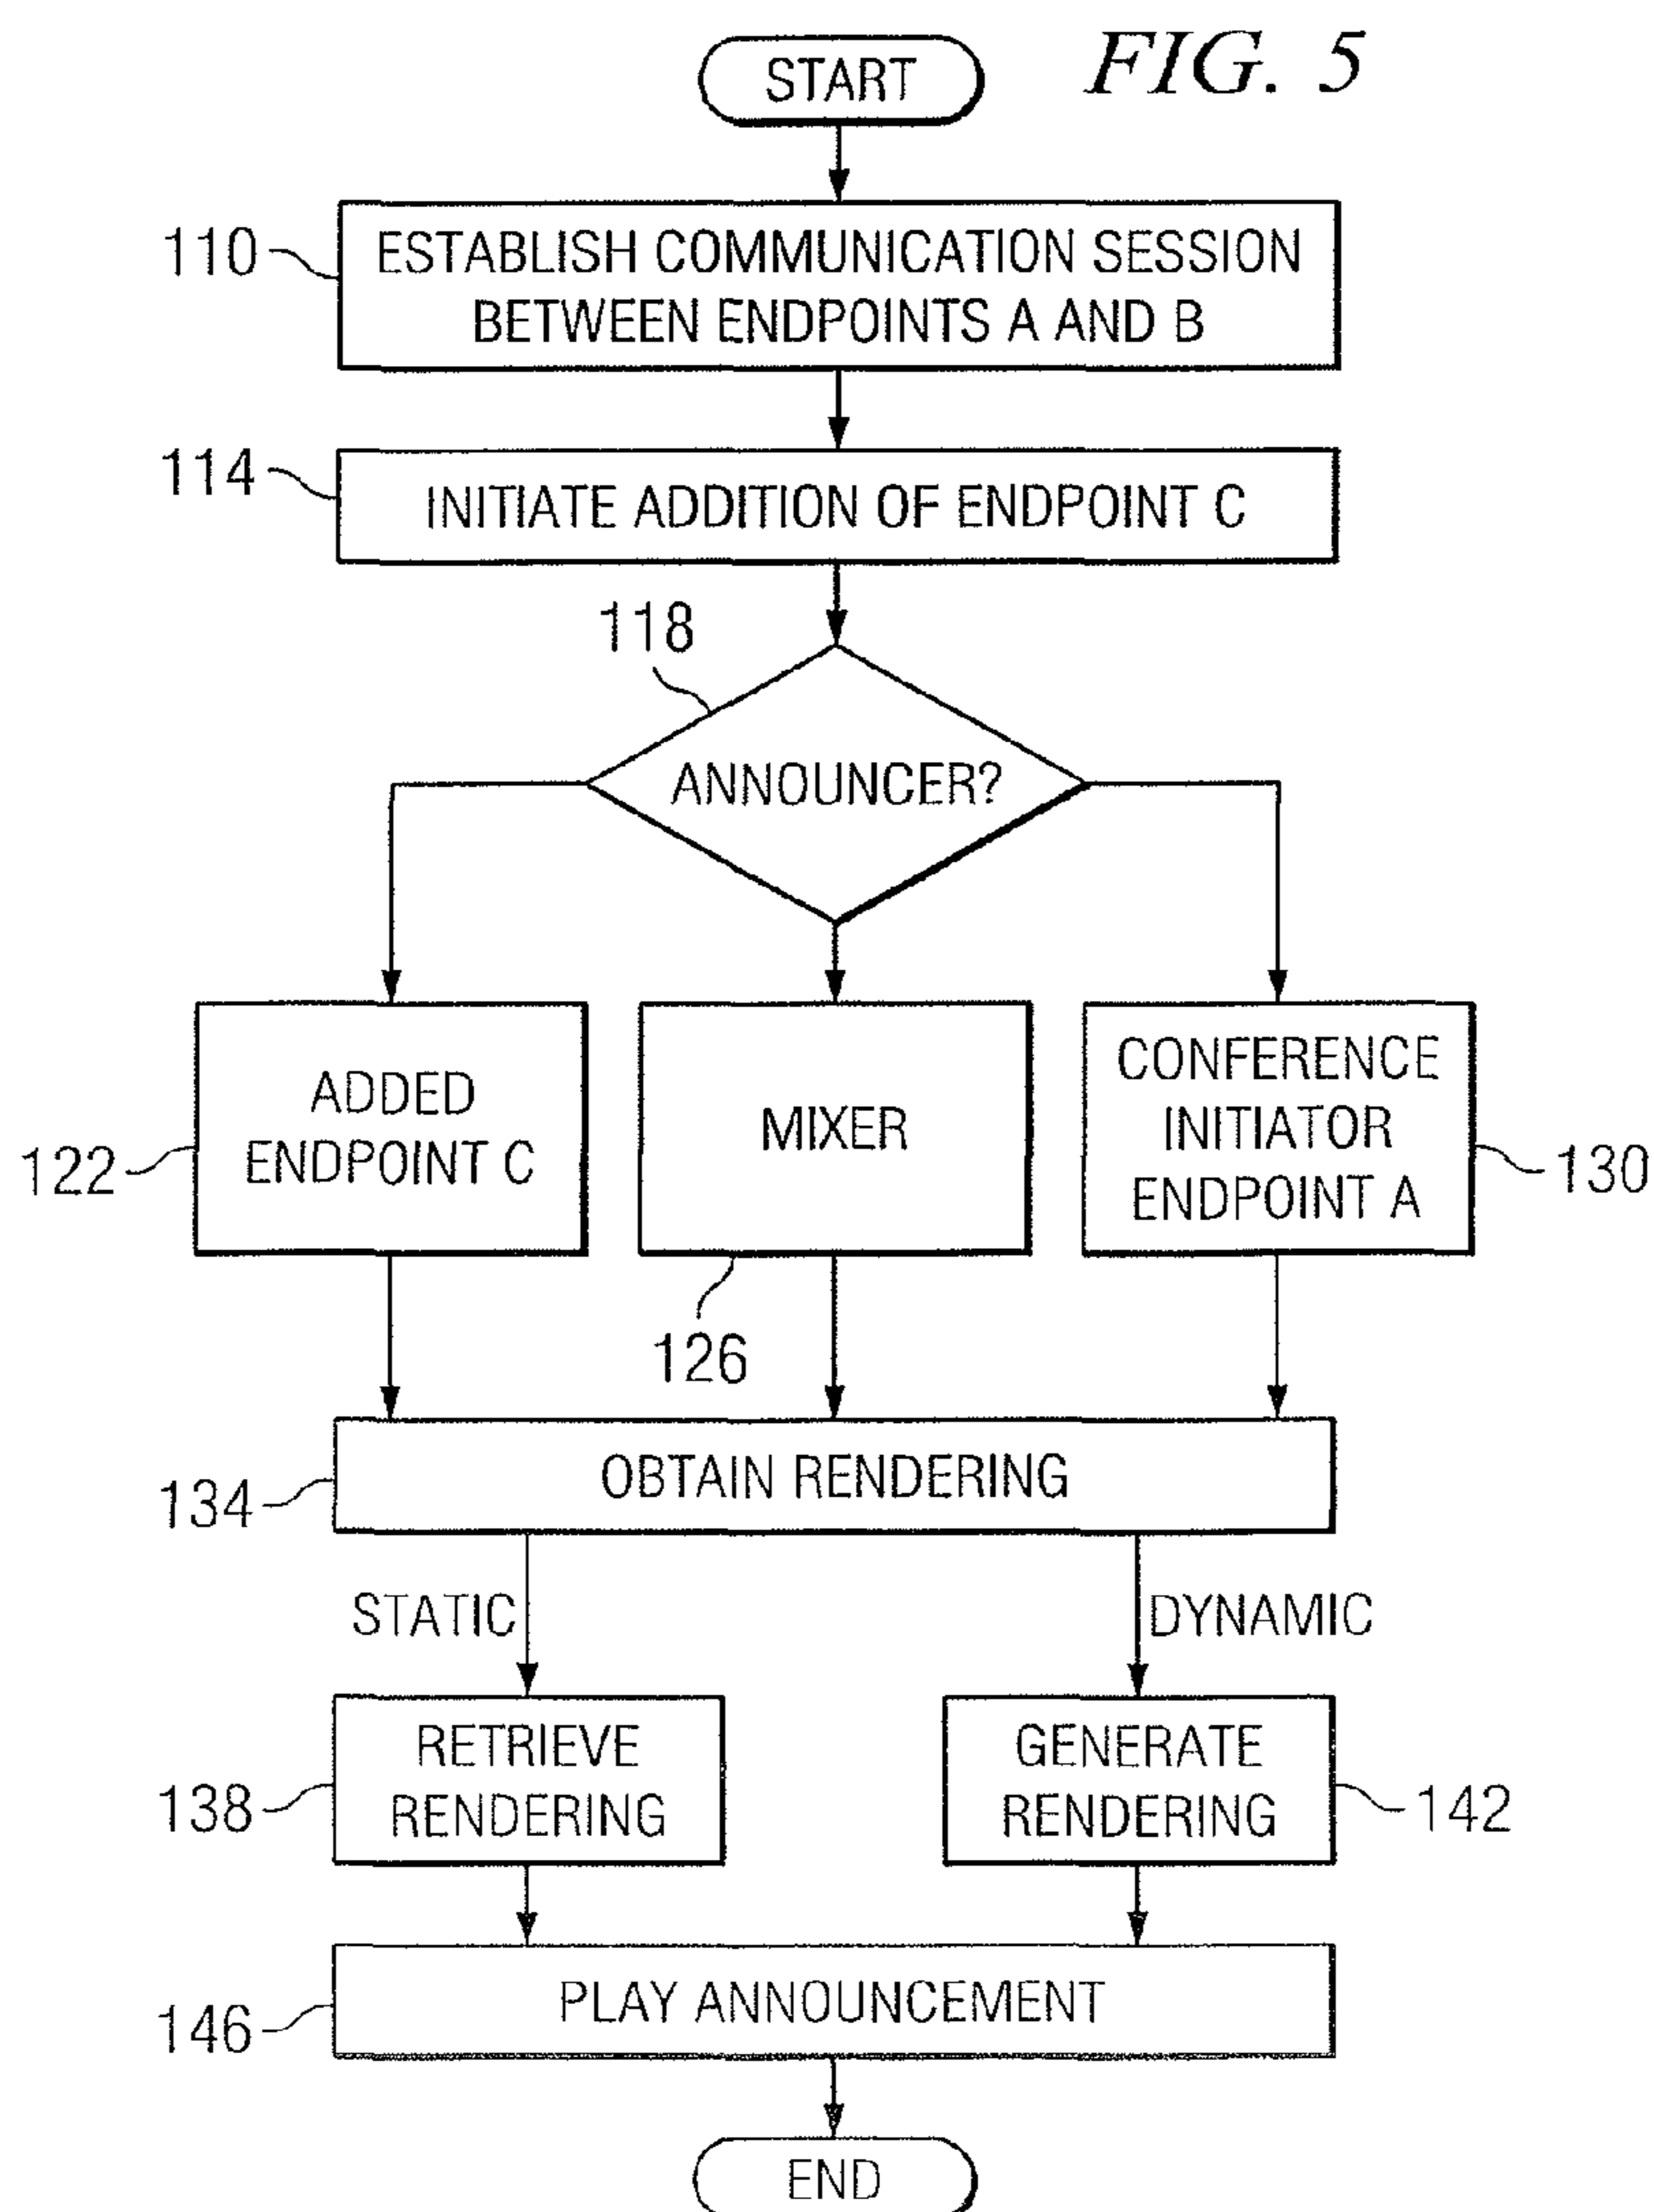 START
FIG. 5
110
ESTABLISH COMMUNICATION SESSION
BETWEEN ENDPOINTS A AND B
114
INITIATE ADDITION OF ENDPOINT C
118
ANNOUNCER?
122
ADDED
ENDPOINT C
MIXER
126
CONFERENCE
INITIATOR
ENDPOINT A
130
134
OBTAIN RENDERING
STATIC
DYNAMIC
138
RETRIEVE
RENDERING
GENERATE
RENDERING
142
146
PLAY ANNOUNCEMENT
END